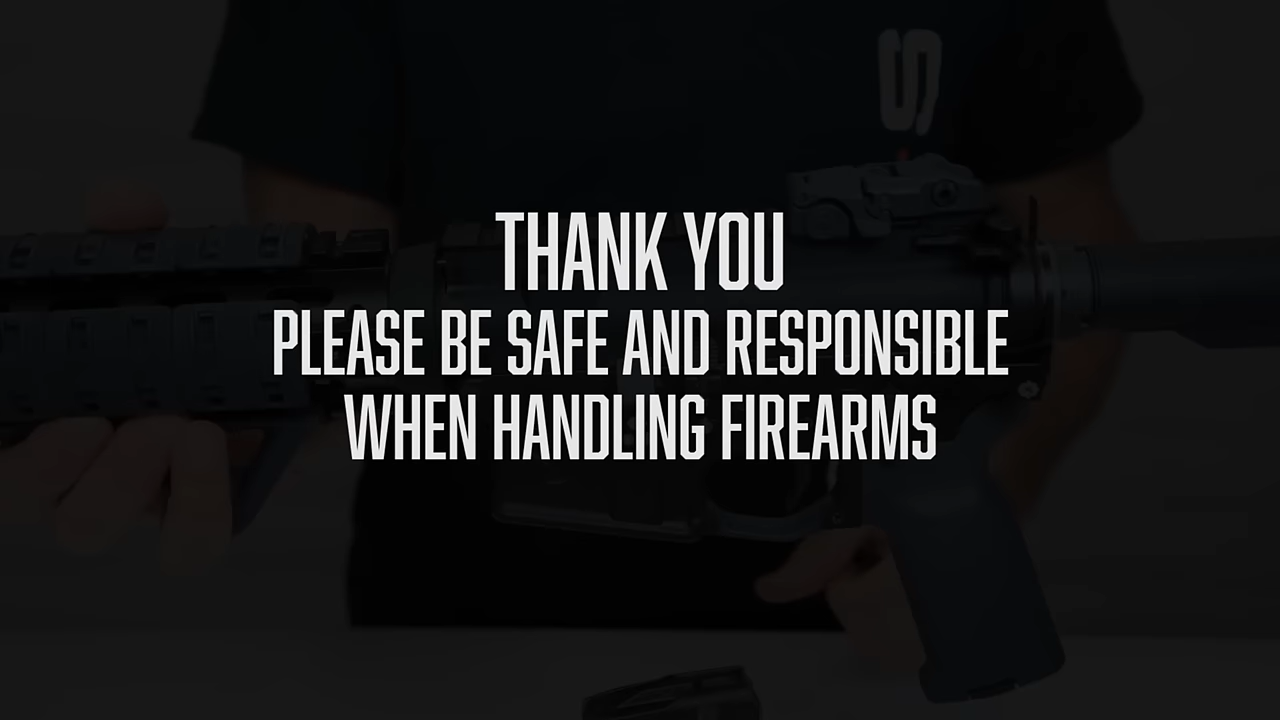 THANK YOU
PLEASE BE SAFE AND RESPONSIBLE
WHEN HANDLING FIREARMS